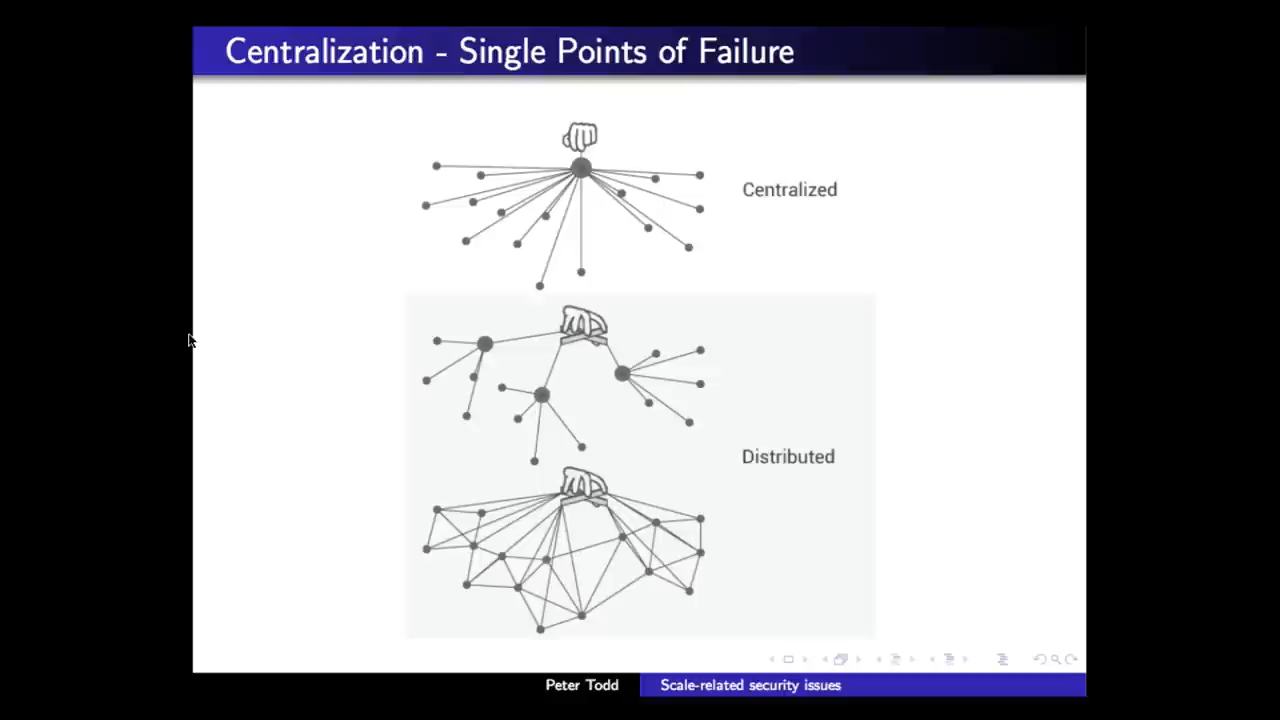 Centralization - Single Points of Failure
Centralized
Distributed
Peter Todd
Scale-related security issues